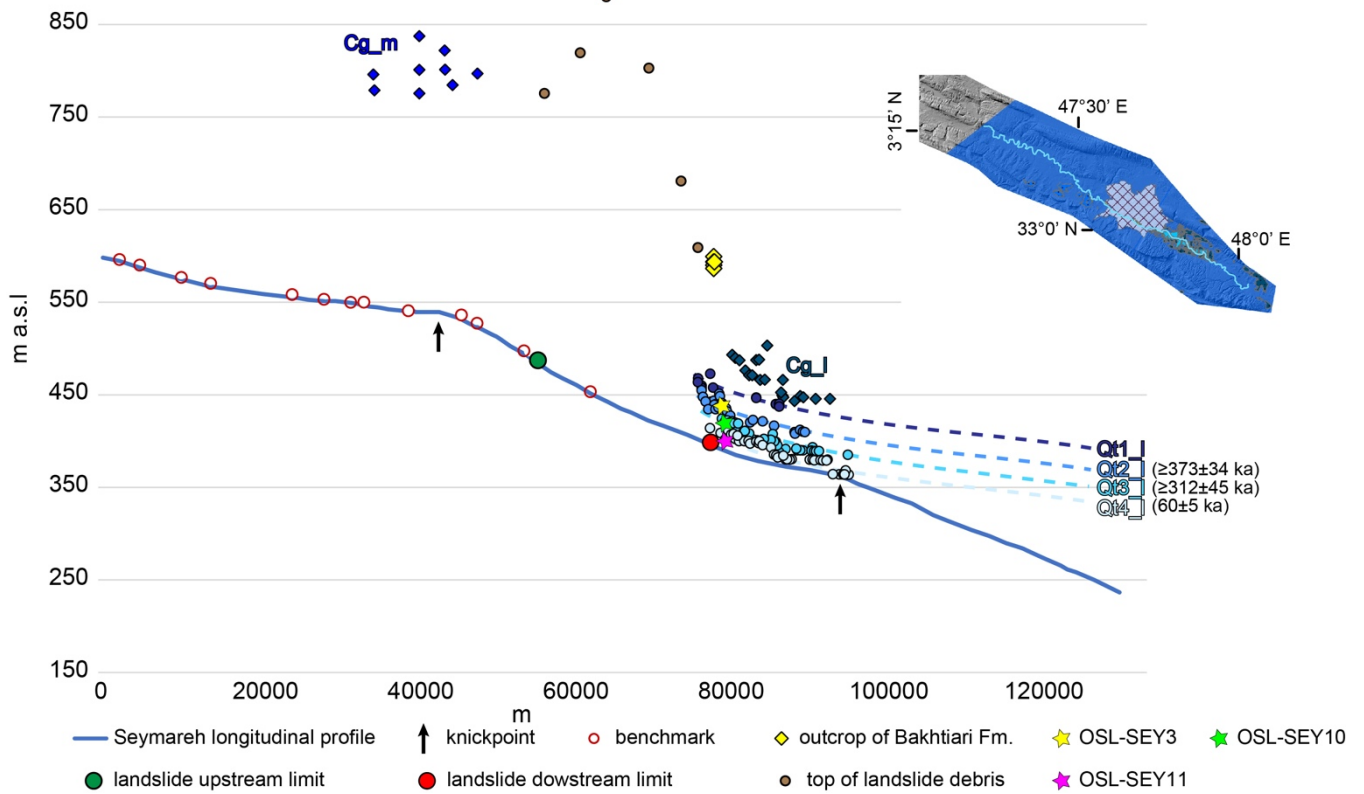 850
Cg_m
750
650
550
450
350
250
150
m a.s.l
47°30' E
3°15' N
33°0' N
48°0' E
Cg_l
Qt1_l
Qt2_l (≥373±34 ka)
Qt3_l (≥312±45 ka)
Qt4_l (60±5 ka)
0 20000 40000 60000 80000 100000 120000
m
Seymareh longitudinal profile knickpoint benchmark outcrop of Bakhtiari Fm. OSL-SEY3 OSL-SEY10
landslide upstream limit landslide dowstream limit top of landslide debris OSL-SEY11